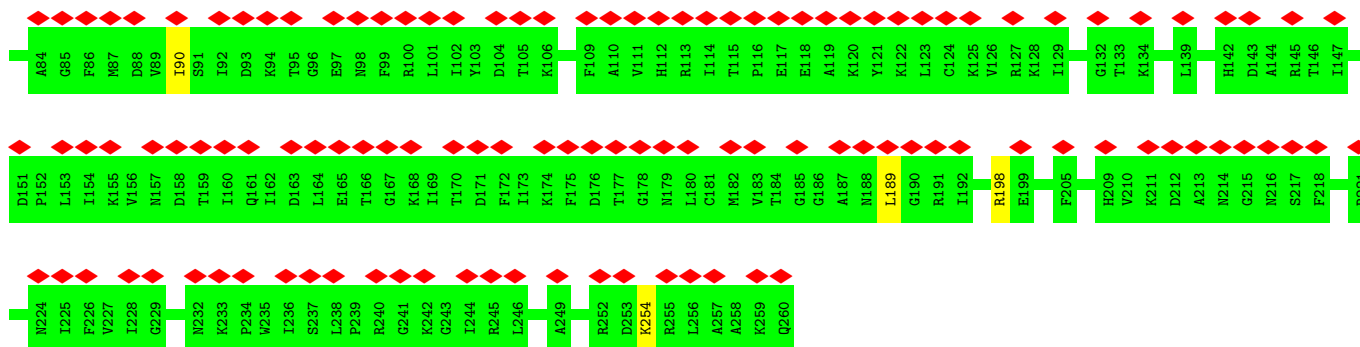 A84 G85 F86 M87 D88 V89 I90 S91 I92 D93 K94 T95 G96 E97 N98 F99 R100 L101 I102 Y103 D104 T105 K106 F109 A110 V111 H112 R113 I114 T115 P116 E117 E118 A119 K120 Y121 K122 L123 C124 K125 V126 R127 K128 I129 G132 T133 K134 L139 H142 D143 A144 R145 T146 I147
D151 P152 L153 I154 K155 V156 N157 D158 T159 I160 Q161 I162 D163 L164 E165 T166 G167 K168 I169 T170 D171 F172 I173 K174 F175 D176 T177 G178 N179 L180 C181 M182 V183 T184 G185 G186 A187 N188 L189 G190 R191 I192 R198 E199 F205 H209 V210 K211 D212 A213 N214 G215 N216 S217 F218
N224 I225 F226 V227 I228 G229 N232 K233 P234 W235 I236 S237 L238 P239 R240 G241 K242 G243 I244 R245 L246 A249 R252 D253 K254 R255 L256 A257 A258 K259 Q260